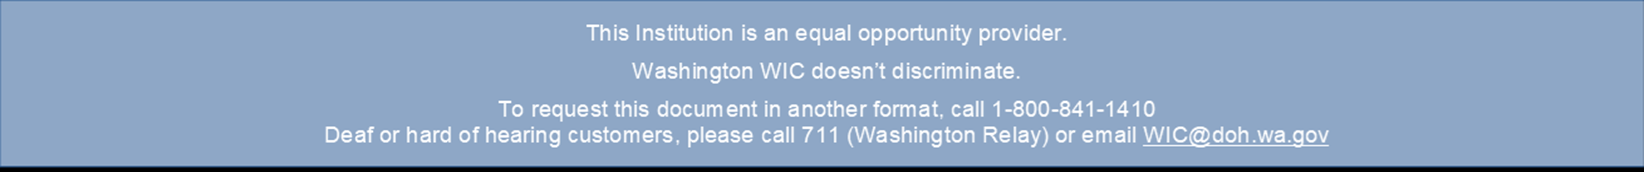 This Institution is an equal opportunity provider.
Washington WIC doesn’t discriminate.
To request this document in another format, call 1-800-841-1410
Deaf or hard of hearing customers, please call 711 (Washington Relay) or email WIC@doh.wa.gov